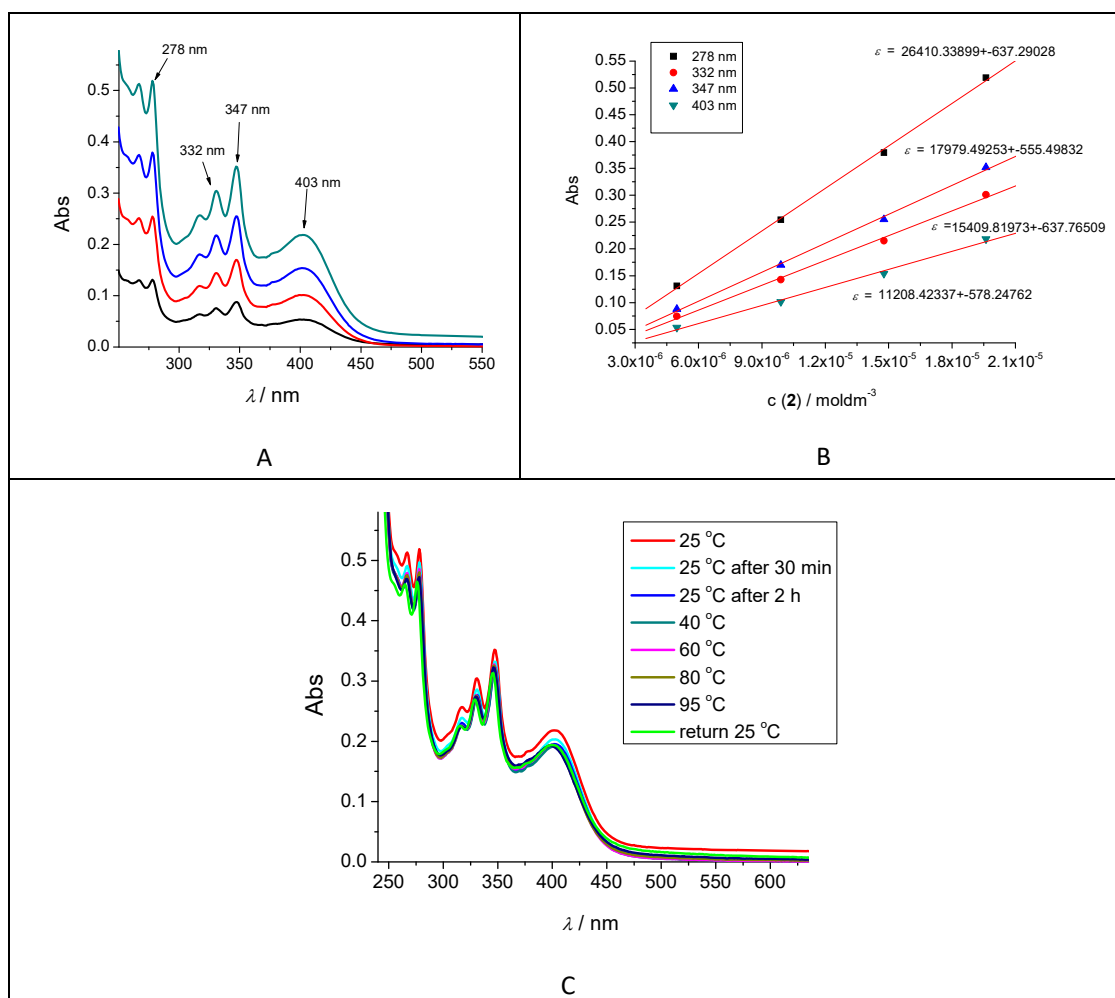 278 nm
347 nm
332 nm
403 nm
0.5
0.4
0.3
0.2
0.1
0.0
Abs
300 350 400 450 500 550
λ / nm
A
278 nm
332 nm
347 nm
403 nm
ε = 26410.33899+-637.29028
ε = 17979.49253+-555.49832
ε =15409.81973+-637.76509
ε = 11208.42337+-578.24762
0.55
0.50
0.45
0.40
0.35
0.30
0.25
0.20
0.15
0.10
0.05
Abs
3.0x10⁻⁶ 6.0x10⁻⁶ 9.0x10⁻⁶ 1.2x10⁻⁵ 1.5x10⁻⁵ 1.8x10⁻⁵ 2.1x10⁻⁵
c (2) / moldm⁻³
B
25 °C
25 °C after 30 min
25 °C after 2 h
40 °C
60 °C
80 °C
95 °C
return 25 °C
0.5
0.4
0.3
0.2
0.1
0.0
Abs
250 300 350 400 450 500 550 600
λ / nm
C